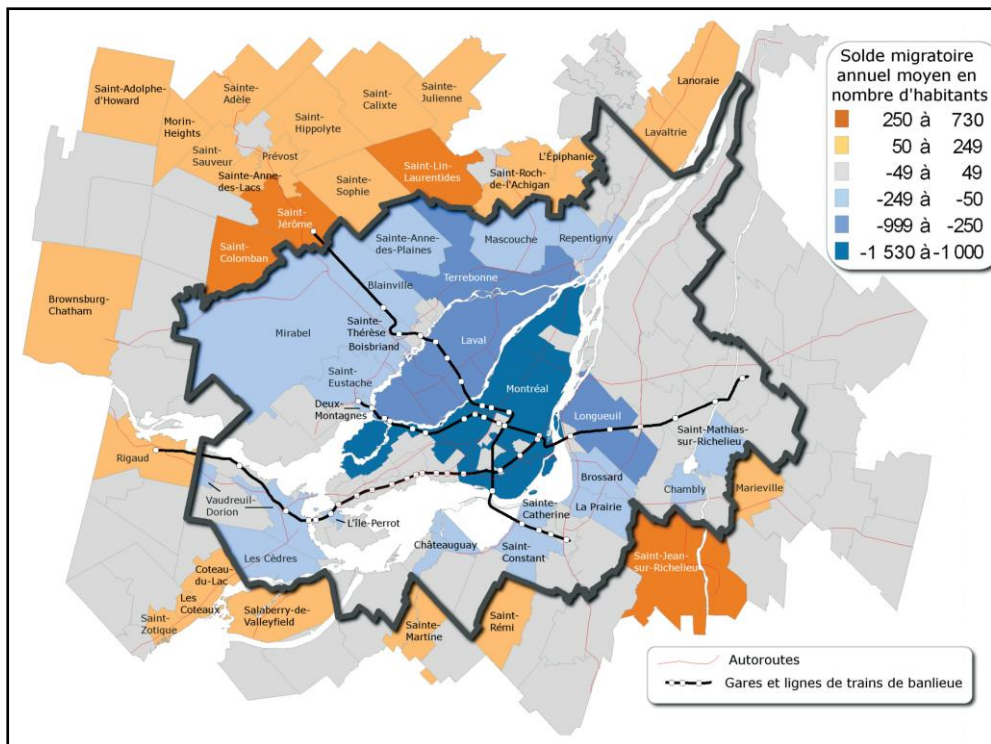 Solde migratoire
annuel moyen en
nombre d'habitants
250 à 730
50 à 249
-49 à 49
-249 à -50
-999 à -250
-1 530 à -1 000
Saint-Adolphe-
d'Howard
Sainte-
Adèle
Morin-
Heights
Saint-
Sauveur
Saint-
Hippolyte
Saint-
Calixte
Sainte-
Julienne
Lanoraie
Lavaltrie
Prévost
Sainte-Anne-
des-Lacs
Sainte-
Sophie
Saint-Lin-
Laurentides
L'Épiphanie
Saint-Roch-
de-l'Achigan
Saint-
Jérôme
Saint-
Colomban
Sainte-Anne-
des-Plaines
Mascouche
Repentigny
Terrebonne
Blainville
Brownsburg-
Chatham
Mirabel
Sainte-
Thérèse
Boisbriand
Laval
Saint-
Eustache
Deux-
Montagnes
Montréal
Longueuil
Saint-Mathias-
sur-Richelieu
Rigaud
Vaudreuil-
Dorion
L'île-Perrot
Les Cèdres
Châteauguay
Sainte-
Catherine
Saint-
Constant
Brossard
La Prairie
Chambly
Marieville
Saint-Jean-
sur-Richelieu
Coteau-
du-Lac
Les
Coteaux
Saint-
Zotique
Salaberry-de-
Valleyfield
Sainte-
Martine
Saint-
Rémi
Autoroutes
Gares et lignes de trains de banlieue